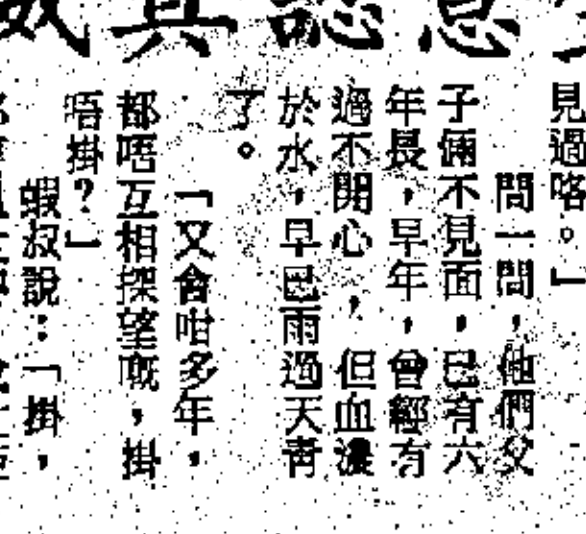 見過咯。」
問一問，他們父
子倆不見面，已有六
年長，早年，曾經有
過不開心，但血濃
於水，早已雨過天青
了。
「又會咁多年，
都唔互相探望嘅，掛
唔掛？」
蝦叔說：「掛，